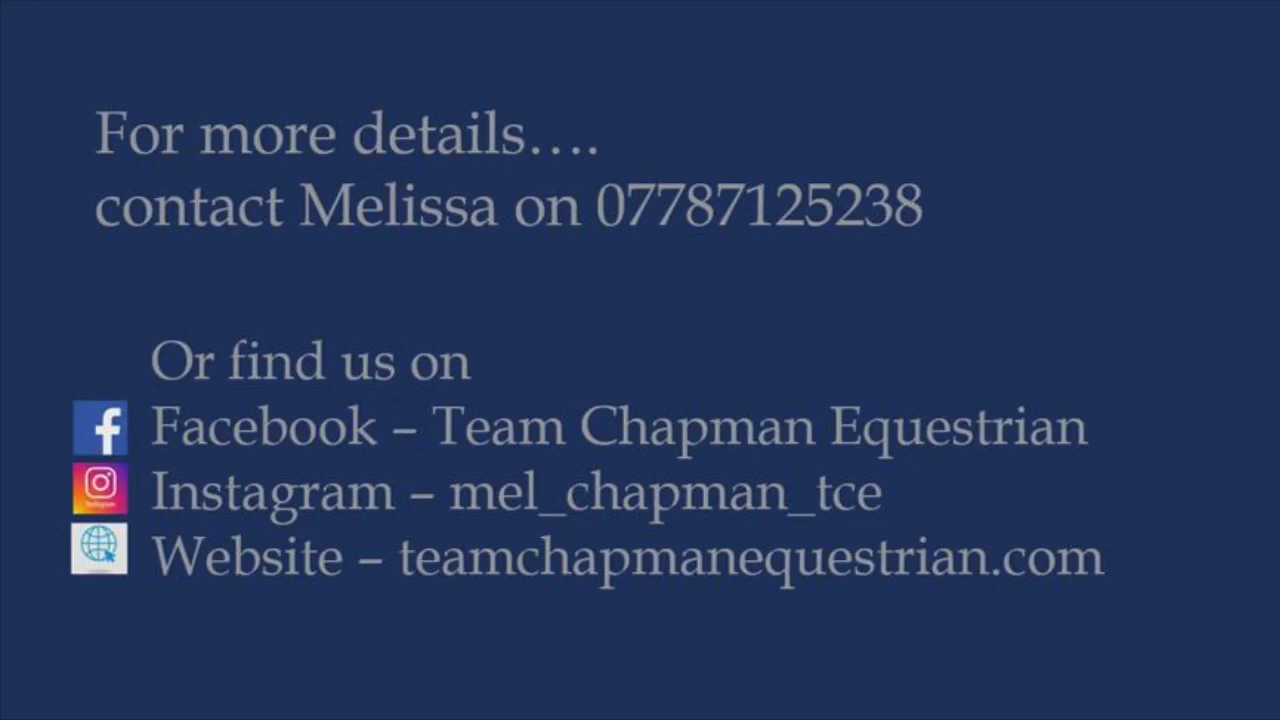 For more details….
contact Melissa on 07787125238
Or find us on
Facebook – Team Chapman Equestrian
Instagram – mel_chapman_tce
Website – teamchapmanequestrian.com